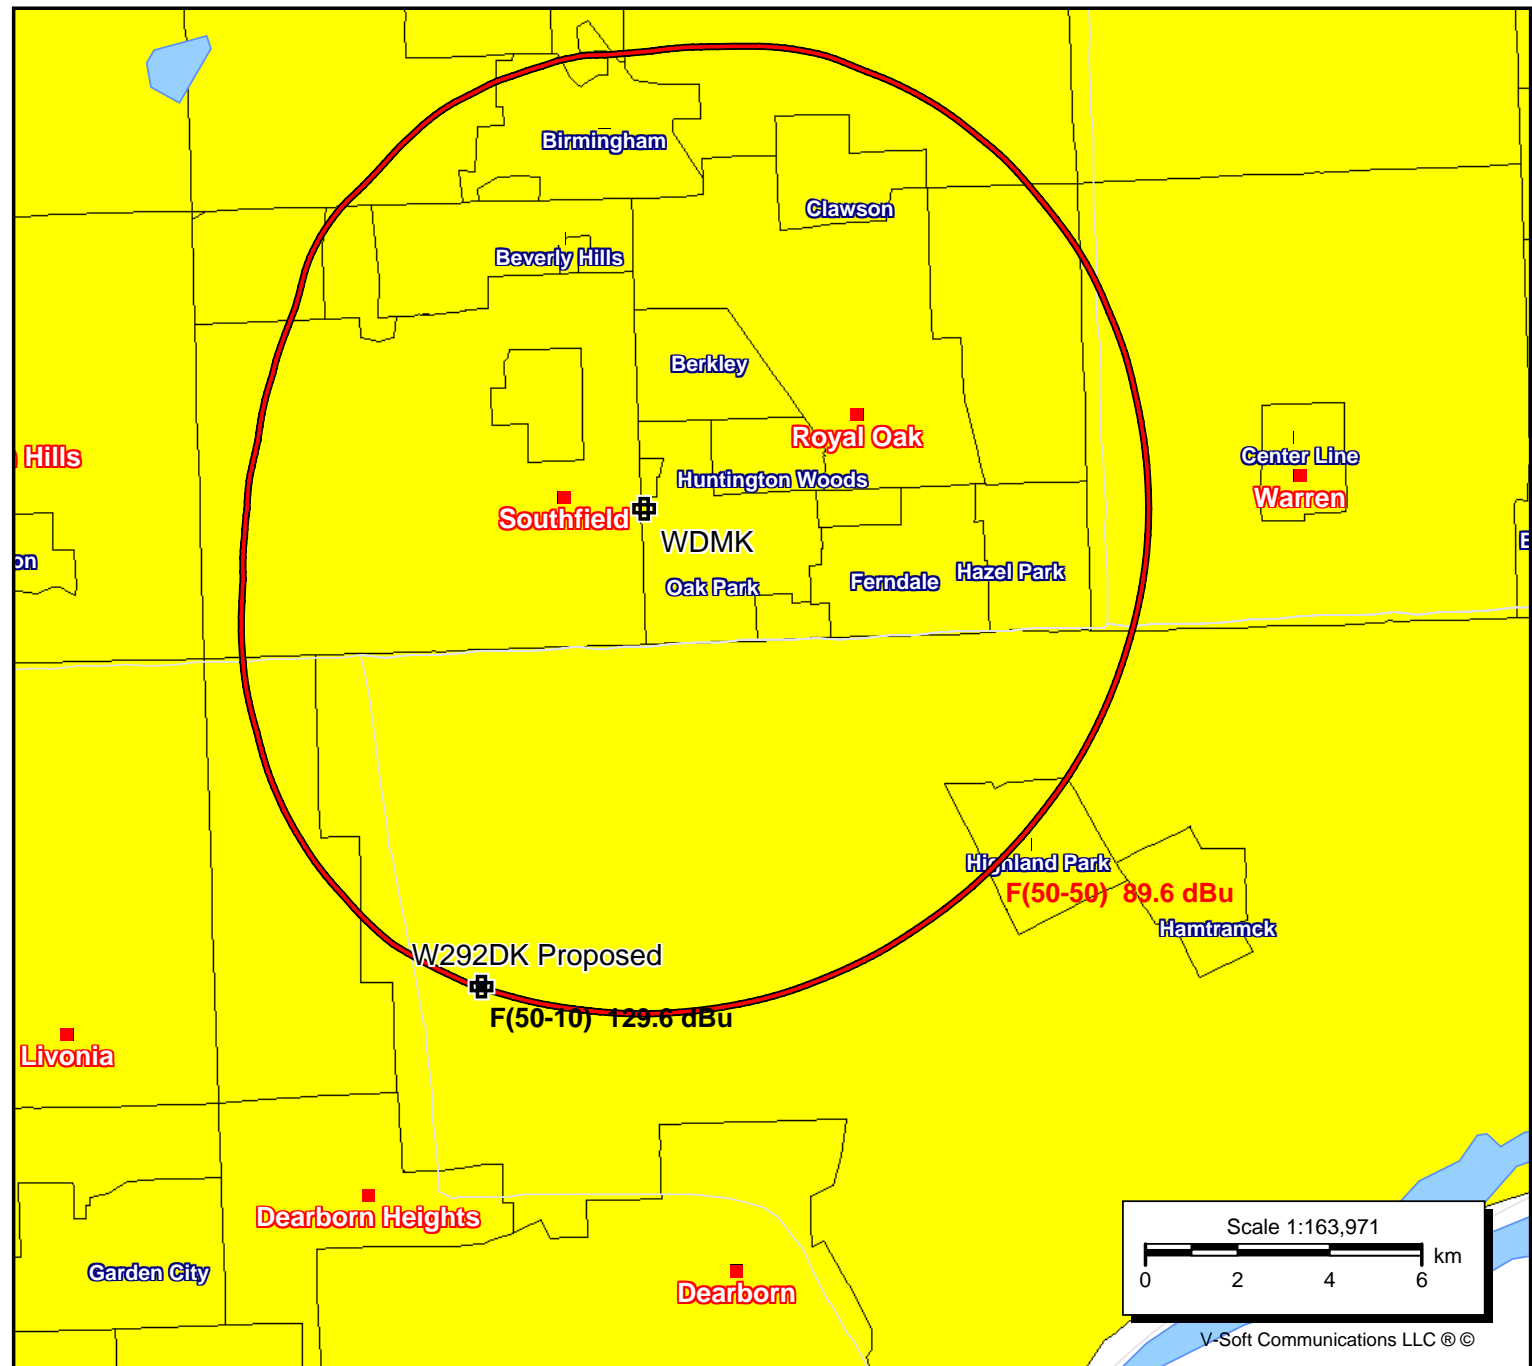 Birmingham
Clawson
Beverly Hills
Berkley
Royal Oak
Hills
Center Line
Huntington Woods
Warren
Southfield
WDMK
on
E
Hazel Park
Ferndale
Oak Park
Highland Park
F(50-50) 89.6 dBu
Hamtramck
W292DK Proposed
F(50-10) 129.6 dBu
Livonia
Dearborn Heights
Garden City
Dearborn
Scale 1:163,971
km
0 2 4 6
V-Soft Communications LLC ® ©